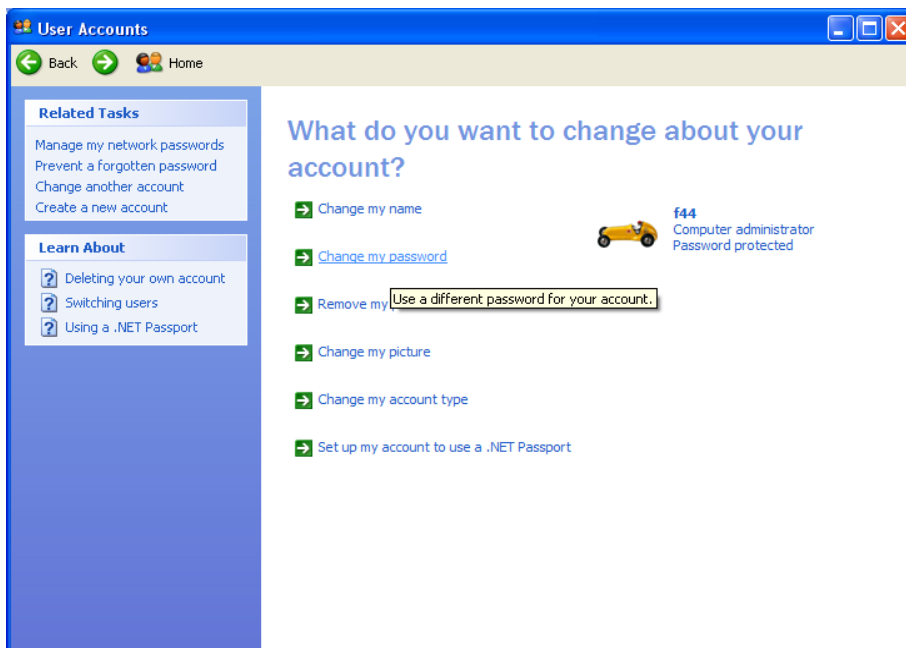 User Accounts
Back
Home
Related Tasks
Manage my network passwords
Prevent a forgotten password
Change another account
Create a new account
Learn About
Deleting your own account
Switching users
Using a .NET Passport
What do you want to change about your
account?
Change my name
Change my password
Use a different password for your account.
Remove my
Change my picture
Change my account type
Set up my account to use a .NET Passport
f44
Computer administrator
Password protected